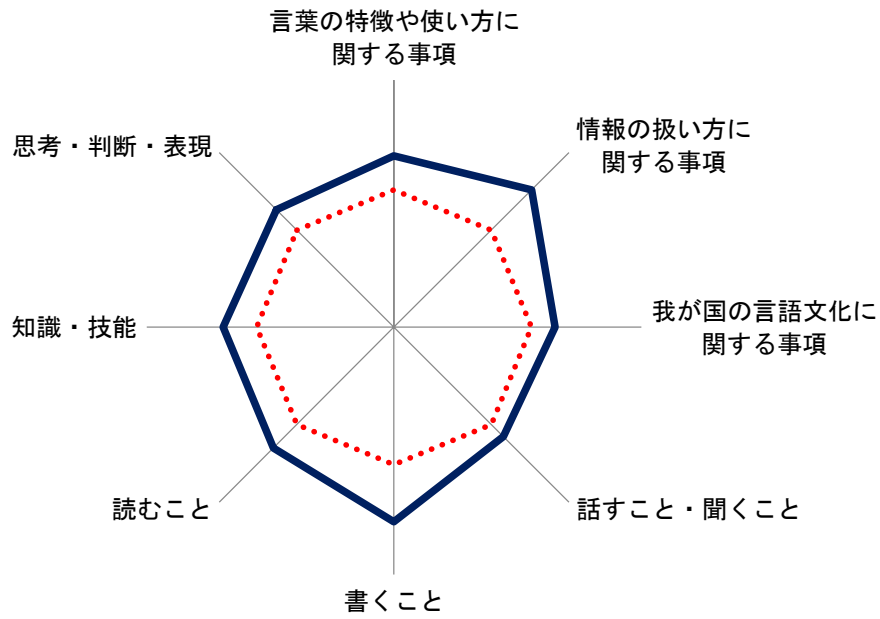 言葉の特徴や使い方に
関する事項
情報の扱い方に
関する事項
我が国の言語文化に
関する事項
話すこと・聞くこと
書くこと
読むこと
知識・技能
思考・判断・表現